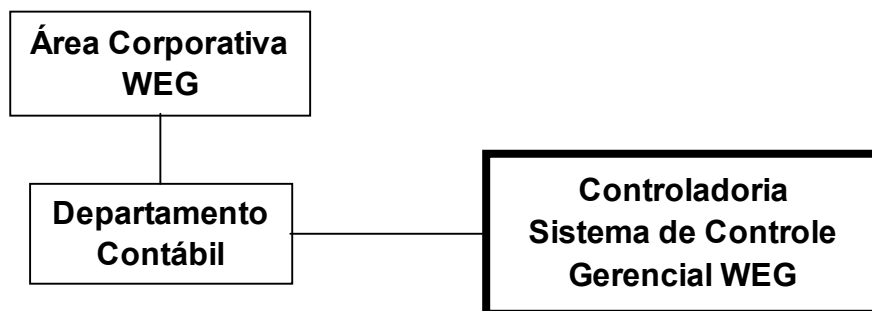 Área Corporativa
WEG
Departamento
Contábil
Controladoria
Sistema de Controle
Gerencial WEG